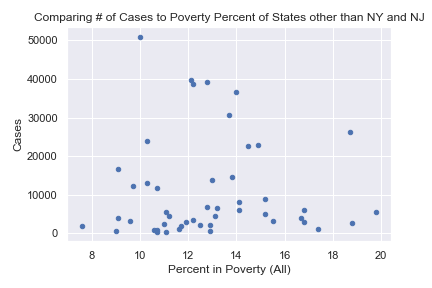 Comparing # of Cases to Poverty Percent of States other than NY and NJ
50000
40000
30000
20000
10000
0
Cases
8 10 12 14 16 18 20
Percent in Poverty (All)